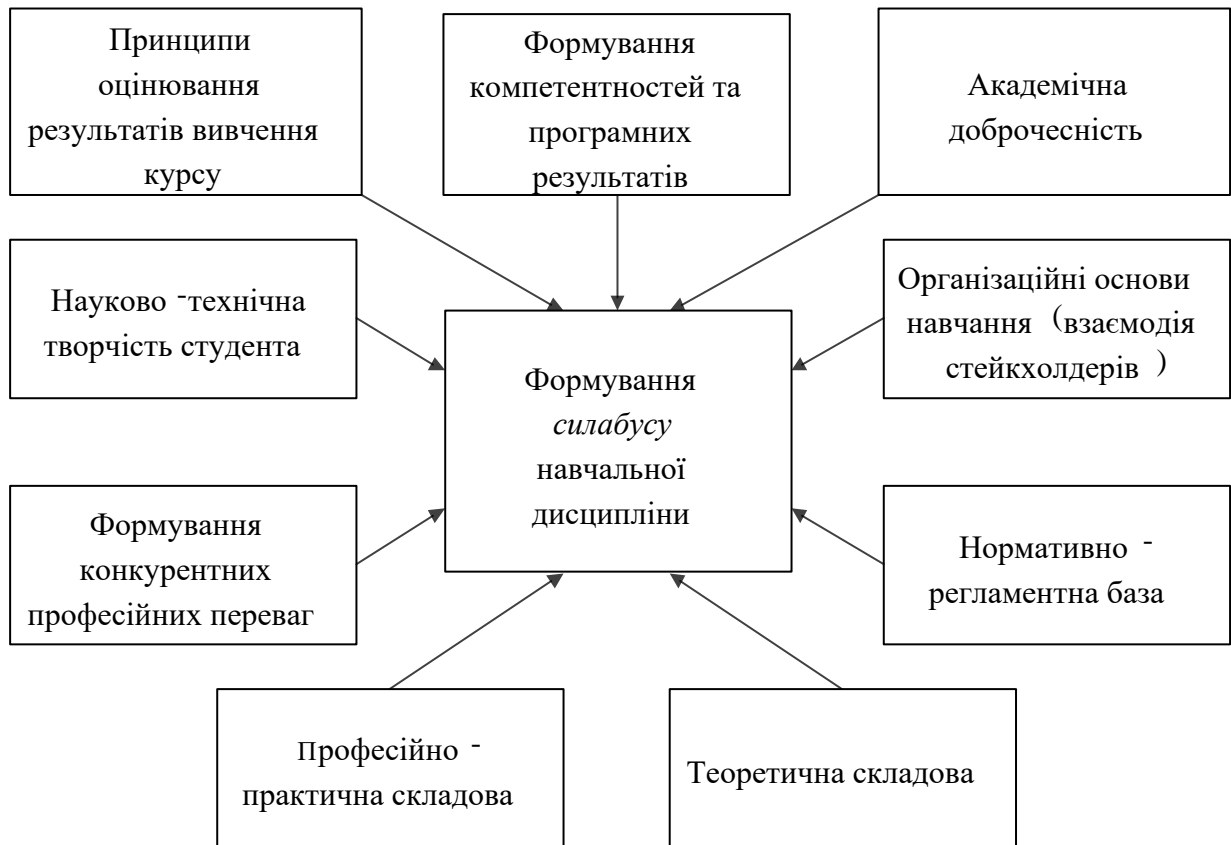 Принципи
оцінювання
результатів вивчення
курсу
Формування
компетентностей та
програмних
результатів
Академічна
доброчесність
Науково -технічна
творчість студента
Організаційні основи
навчання (взаємодія
стейкхолдерів )
Формування
силабусу
навчальної
дисципліни
Формування
конкурентних
професійних переваг
Нормативно -
регламентна база
Професійно -
практична складова
Теоретична складова